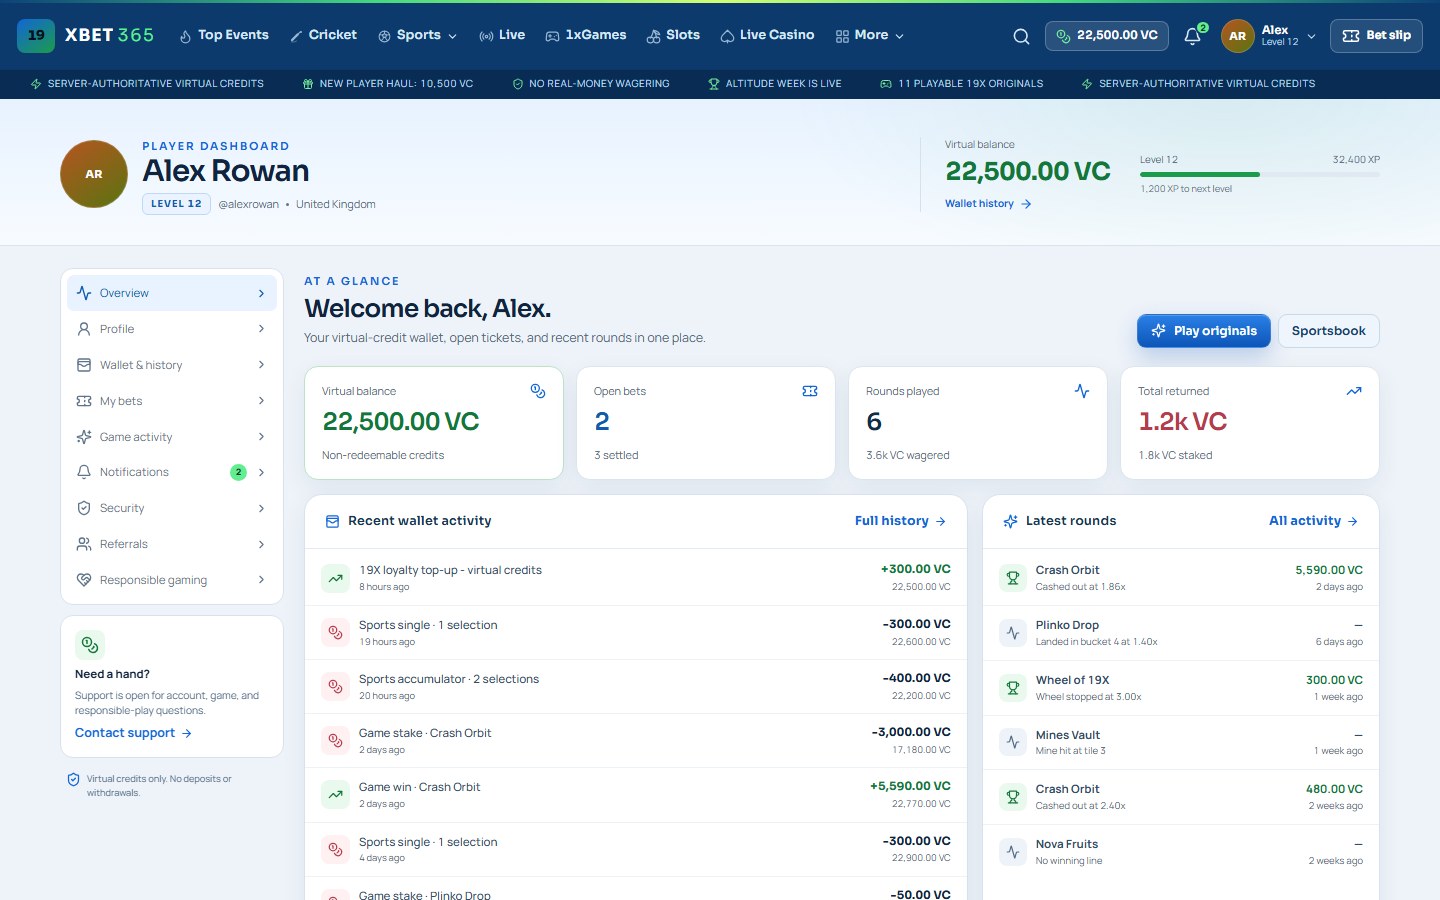 19 XBET 365 Top Events Cricket Sports Live 1xGames Slots Live Casino More 22,500.00 VC 2 AR Alex Level 12 Bet slip
SERVER-AUTHORITATIVE VIRTUAL CREDITS NEW PLAYER HAUL: 10,500 VC NO REAL-MONEY WAGERING ALTITUDE WEEK IS LIVE 11 PLAYABLE 19X ORIGINALS SERVER-AUTHORITATIVE VIRTUAL CREDITS
AR
PLAYER DASHBOARD
Alex Rowan
LEVEL 12 @alexrowan • United Kingdom
Virtual balance
22,500.00 VC
Wallet history
Level 12 32,400 XP
1,200 XP to next level
Overview
Profile
Wallet & history
My bets
Game activity
Notifications 2
Security
Referrals
Responsible gaming
Need a hand?
Support is open for account, game, and
responsible-play questions.
Contact support
Virtual credits only. No deposits or
withdrawals.
AT A GLANCE
Welcome back, Alex.
Your virtual-credit wallet, open tickets, and recent rounds in one place.
Play originals Sportsbook
Virtual balance
22,500.00 VC
Non-redeemable credits
Open bets
2
3 settled
Rounds played
6
3.6k VC wagered
Total returned
1.2k VC
1.8k VC staked
Recent wallet activity Full history
19X loyalty top-up - virtual credits +300.00 VC
8 hours ago 22,500.00 VC
Sports single · 1 selection -300.00 VC
19 hours ago 22,600.00 VC
Sports accumulator · 2 selections -400.00 VC
20 hours ago 22,200.00 VC
Game stake · Crash Orbit -3,000.00 VC
2 days ago 17,180.00 VC
Game win · Crash Orbit +5,590.00 VC
2 days ago 22,770.00 VC
Sports single · 1 selection -300.00 VC
4 days ago 22,900.00 VC
Game stake · Plinko Drop -50.00 VC
Latest rounds All activity
Crash Orbit 5,590.00 VC
Cashed out at 1.86x 2 days ago
Plinko Drop —
Landed in bucket 4 at 1.40x 6 days ago
Wheel of 19X 300.00 VC
Wheel stopped at 3.00x 1 week ago
Mines Vault —
Mine hit at tile 3 1 week ago
Crash Orbit 480.00 VC
Cashed out at 2.40x 2 weeks ago
Nova Fruits —
No winning line 2 weeks ago